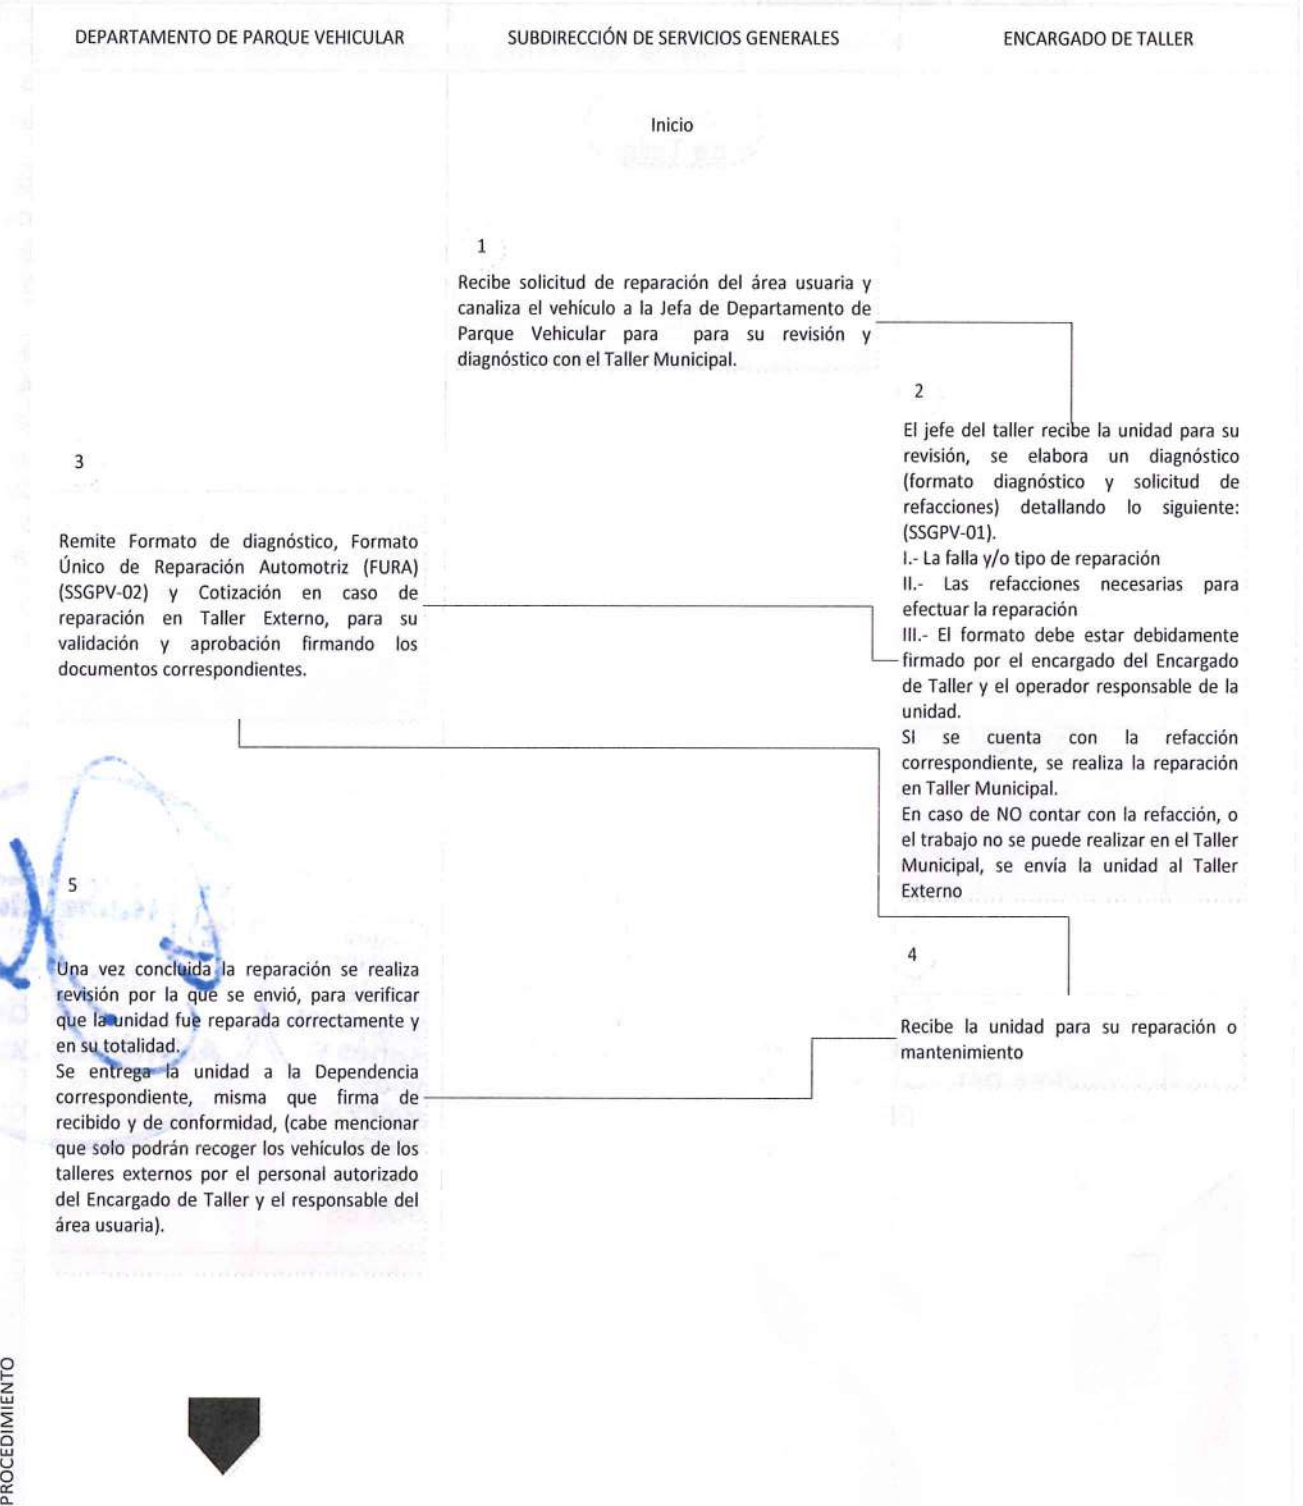 DEPARTAMENTO DE PARQUE VEHICULAR
SUBDIRECCIÓN DE SERVICIOS GENERALES
ENCARGADO DE TALLER
Inicio
1
Recibe solicitud de reparación del área usuaria y
canaliza el vehículo a la Jefa de Departamento de
Parque Vehicular para para su revisión y
diagnóstico con el Taller Municipal.
2
El jefe del taller recibe la unidad para su
revisión, se elabora un diagnóstico
(formato diagnóstico y solicitud de
refacciones) detallando lo siguiente:
(SSGPV-01).
I.- La falla y/o tipo de reparación
II.- Las refacciones necesarias para
efectuar la reparación
III.- El formato debe estar debidamente
firmado por el encargado del Encargado
de Taller y el operador responsable de la
unidad.
SI se cuenta con la refacción
correspondiente, se realiza la reparación
en Taller Municipal.
En caso de NO contar con la refacción, o
el trabajo no se puede realizar en el Taller
Municipal, se envía la unidad al Taller
Externo
3
Remite Formato de diagnóstico, Formato
Único de Reparación Automotriz (FURA)
(SSGPV-02) y Cotización en caso de
reparación en Taller Externo, para su
validación y aprobación firmando los
documentos correspondientes.
4
Recibe la unidad para su reparación o
mantenimiento
5
Una vez concluida la reparación se realiza
revisión por la que se envió, para verificar
que la unidad fue reparada correctamente y
en su totalidad.
Se entrega la unidad a la Dependencia
correspondiente, misma que firma de
recibido y de conformidad, (cabe mencionar
que solo podrán recoger los vehículos de los
talleres externos por el personal autorizado
del Encargado de Taller y el responsable del
área usuaria).
PROCEDIMIENTO